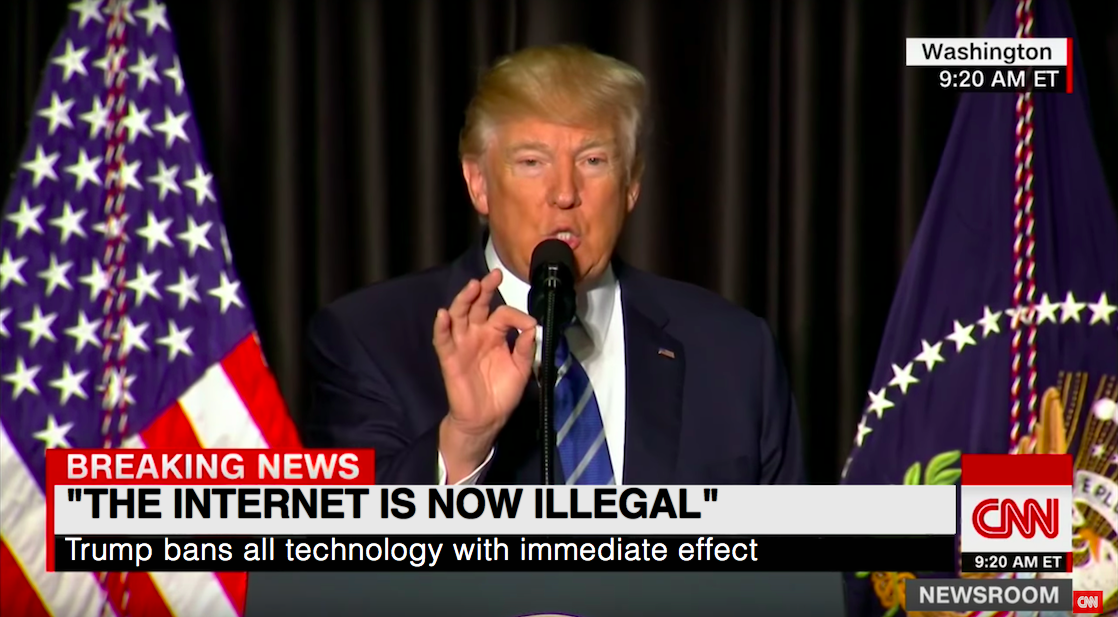 Washington
9:20 AM ET
BREAKING NEWS
"THE INTERNET IS NOW ILLEGAL"
Trump bans all technology with immediate effect
CNN
9:20 AM ET
NEWSROOM
CNN